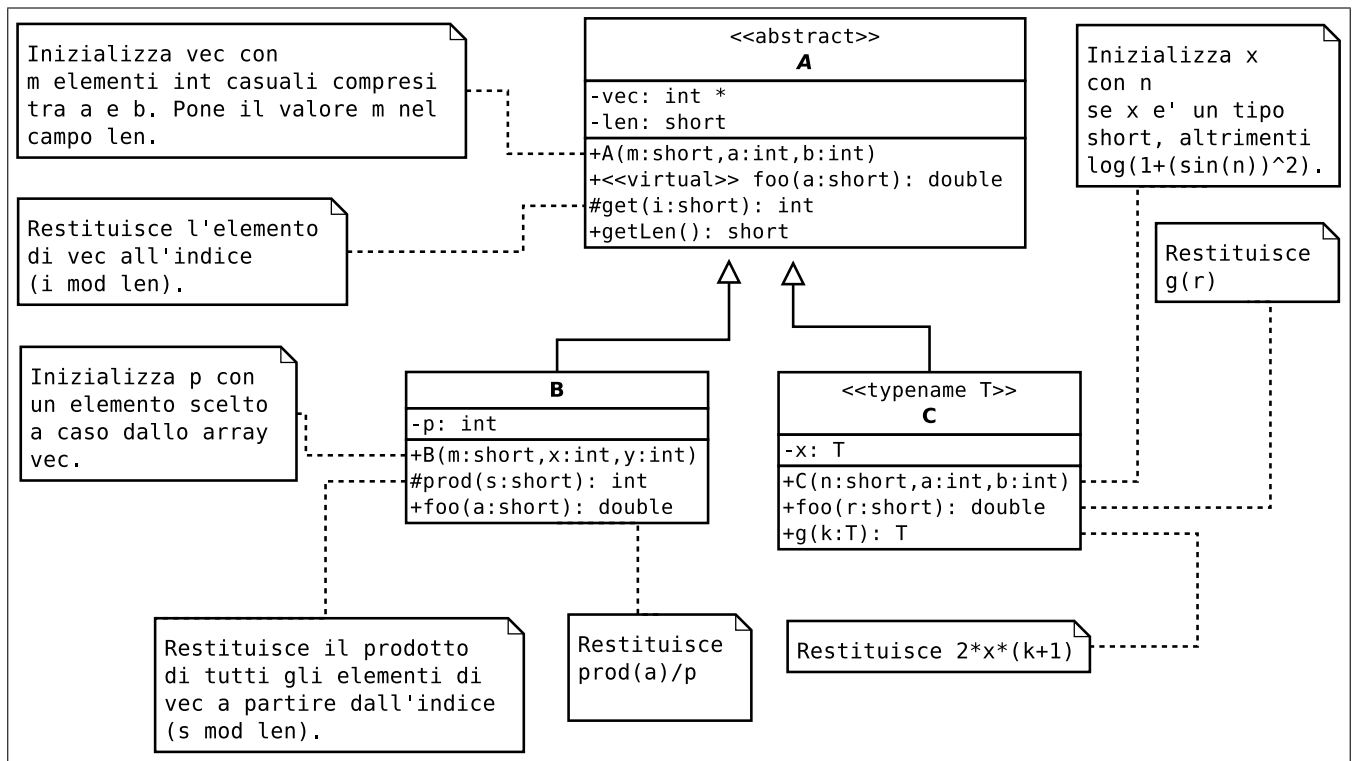 Inizializza vec con
m elementi int casuali compresi
tra a e b. Pone il valore m nel
campo len.
<<abstract>>
A
-vec: int *
-len: short
+A(m:short,a:int,b:int)
+<<virtual>> foo(a:short): double
#get(i:short): int
+getLen(): short
Inizializza x
con n
se x e' un tipo
short, altrimenti
log(1+(sin(n))^2).
Restituisce l'elemento
di vec all'indice
(i mod len).
Restituisce
g(r)
Inizializza p con
un elemento scelto
a caso dallo array
vec.
B
-p: int
+B(m:short,x:int,y:int)
#prod(s:short): int
+foo(a:short): double
<<typename T>>
C
-x: T
+C(n:short,a:int,b:int)
+foo(r:short): double
+g(k:T): T
Restituisce il prodotto
di tutti gli elementi di
vec a partire dall'indice
(s mod len).
Restituisce
prod(a)/p
Restituisce 2*x*(k+1)